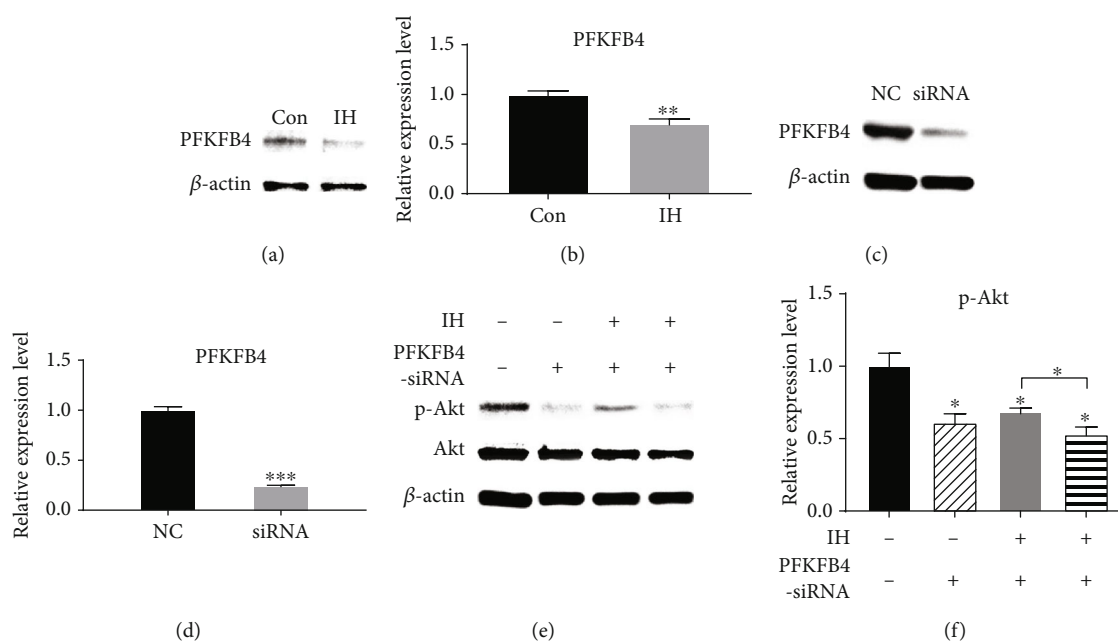 Con IH
PFKFB4
β-actin
(a)
PFKFB4
Relative expression level
1.5
1.0
0.5
0.0
**
Con IH
(b)
NC siRNA
PFKFB4
β-actin
(c)
PFKFB4
Relative expression level
1.5
1.0
0.5
0.0
***
NC siRNA
(d)
IH – – + +
PFKFB4
-siRNA – + + +
p-Akt
Akt
β-actin
(e)
p-Akt
Relative expression level
1.5
1.0
0.5
0.0
*
* * *
IH – – + +
PFKFB4
-siRNA – + + +
(f)